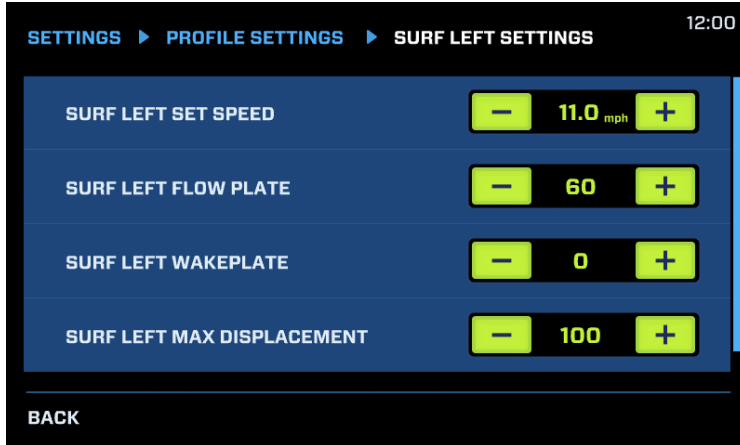 12:00
SETTINGS ▶ PROFILE SETTINGS ▶ SURF LEFT SETTINGS
SURF LEFT SET SPEED − 11.0 mph +
SURF LEFT FLOW PLATE − 60 +
SURF LEFT WAKEPLATE − 0 +
SURF LEFT MAX DISPLACEMENT − 100 +
BACK